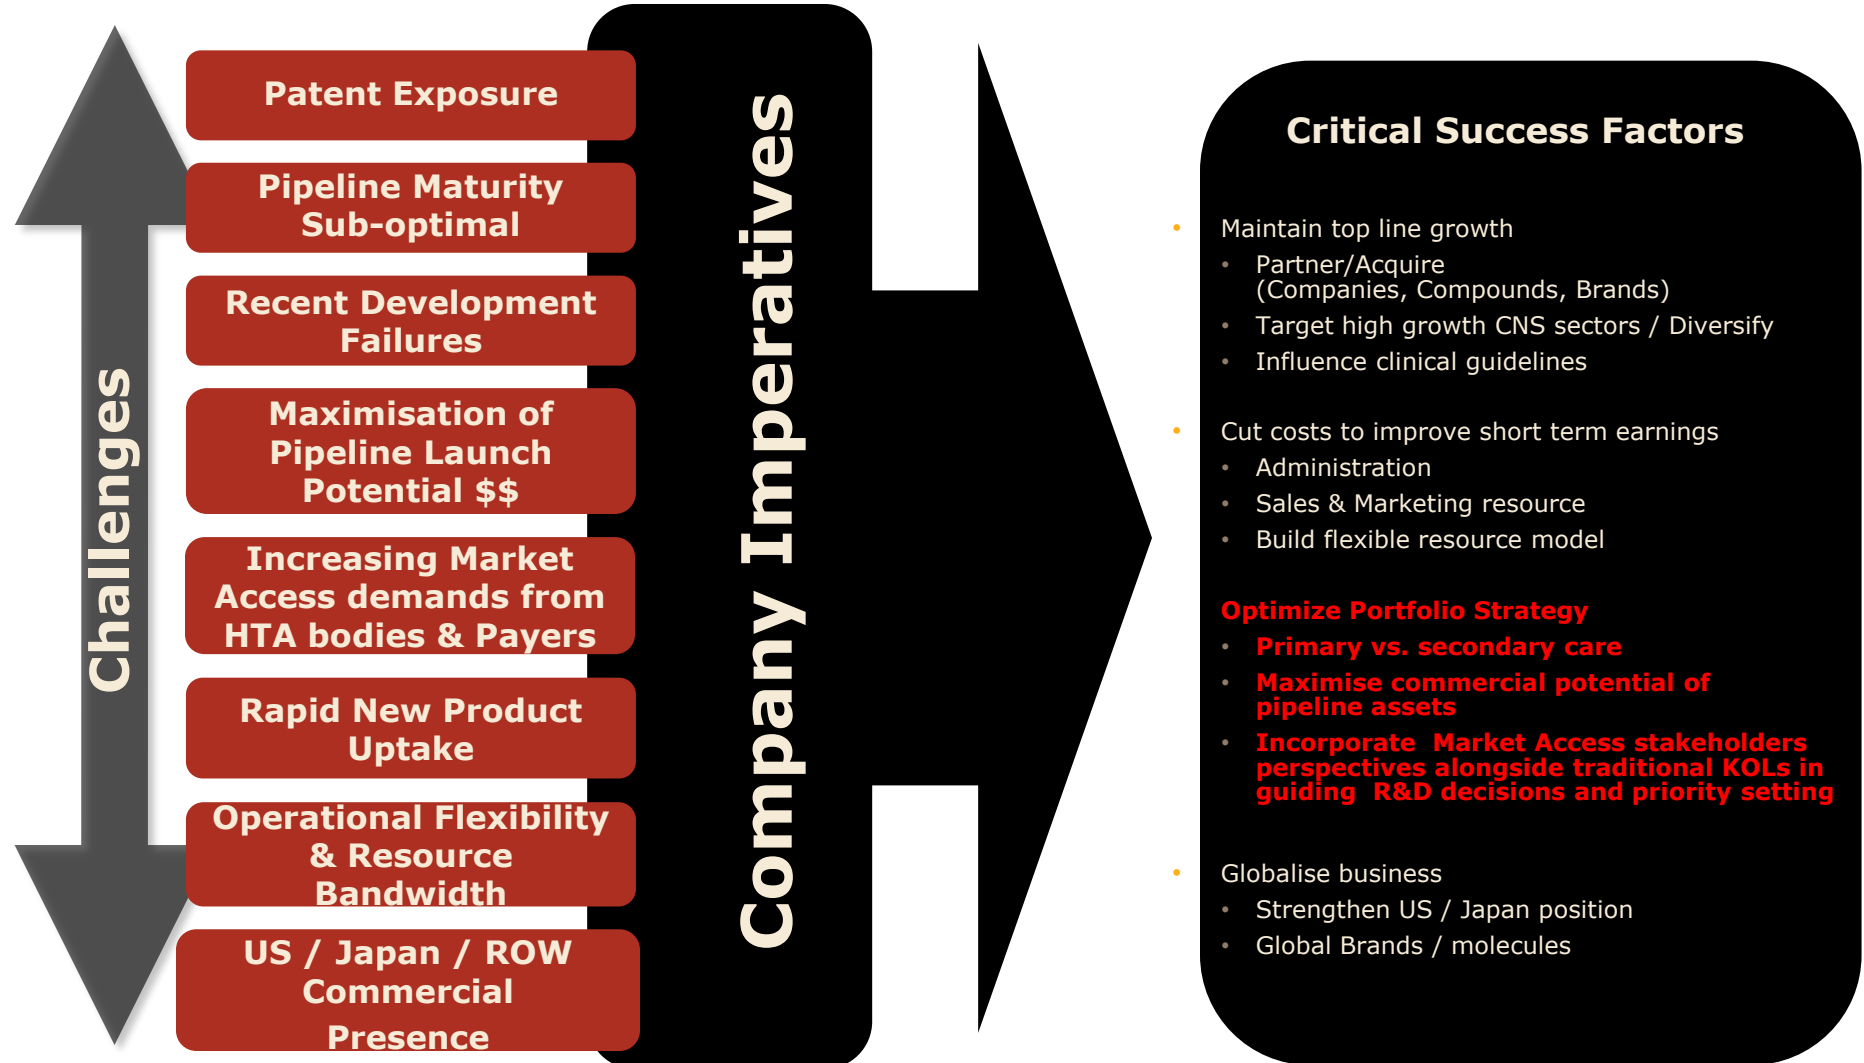 Challenges
Patent Exposure
Pipeline Maturity
Sub-optimal
Recent Development
Failures
Maximisation of
Pipeline Launch
Potential $$
Increasing Market
Access demands from
HTA bodies & Payers
Rapid New Product
Uptake
Operational Flexibility
& Resource
Bandwidth
US / Japan / ROW
Commercial
Presence
Company Imperatives
Critical Success Factors
• Maintain top line growth
• Partner/Acquire
(Companies, Compounds, Brands)
• Target high growth CNS sectors / Diversify
• Influence clinical guidelines
• Cut costs to improve short term earnings
• Administration
• Sales & Marketing resource
• Build flexible resource model
Optimize Portfolio Strategy
• Primary vs. secondary care
• Maximise commercial potential of
pipeline assets
• Incorporate Market Access stakeholders
perspectives alongside traditional KOLs in
guiding R&D decisions and priority setting
• Globalise business
• Strengthen US / Japan position
• Global Brands / molecules